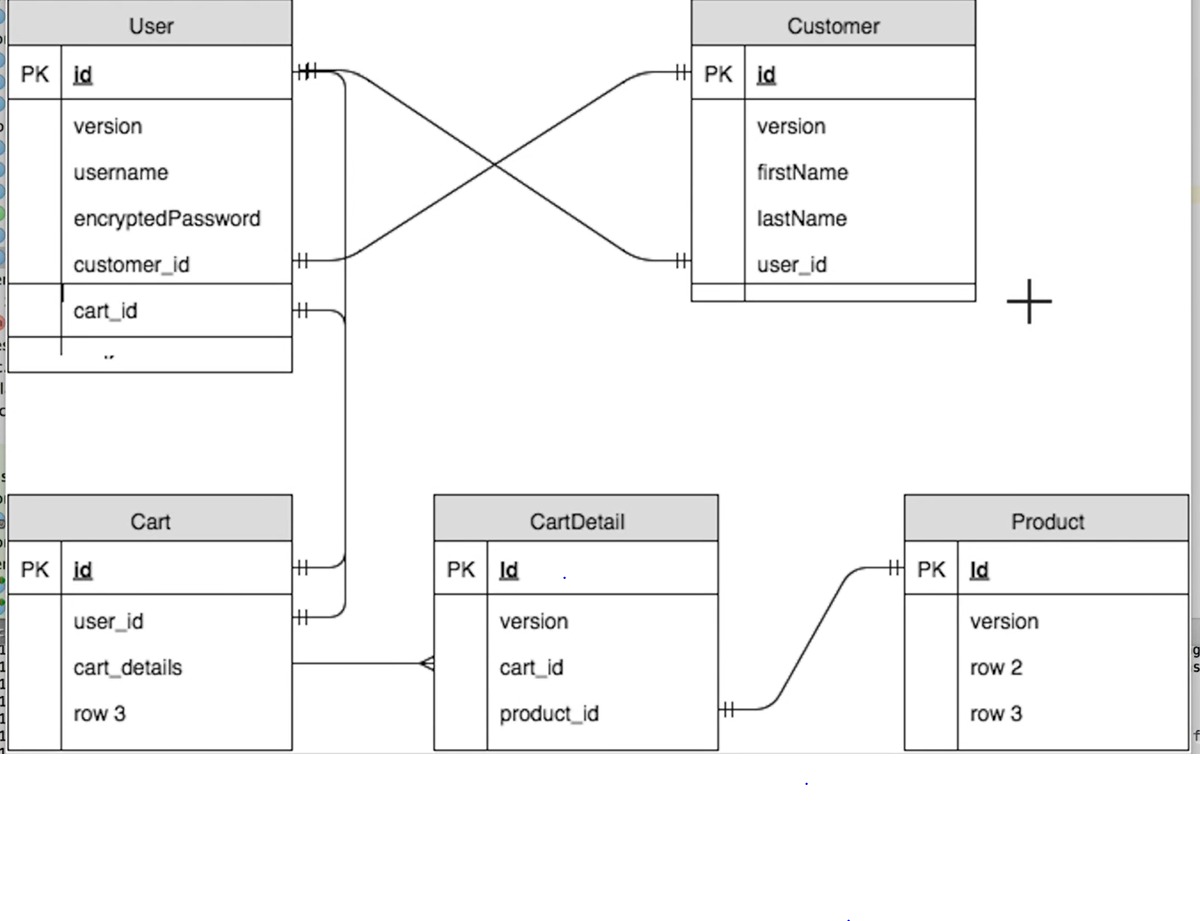 User
PK id
version
username
encryptedPassword
customer_id
cart_id
Customer
PK id
version
firstName
lastName
user_id
Cart
PK id
user_id
cart_details
row 3
CartDetail
PK Id
version
cart_id
product_id
Product
PK Id
version
row 2
row 3